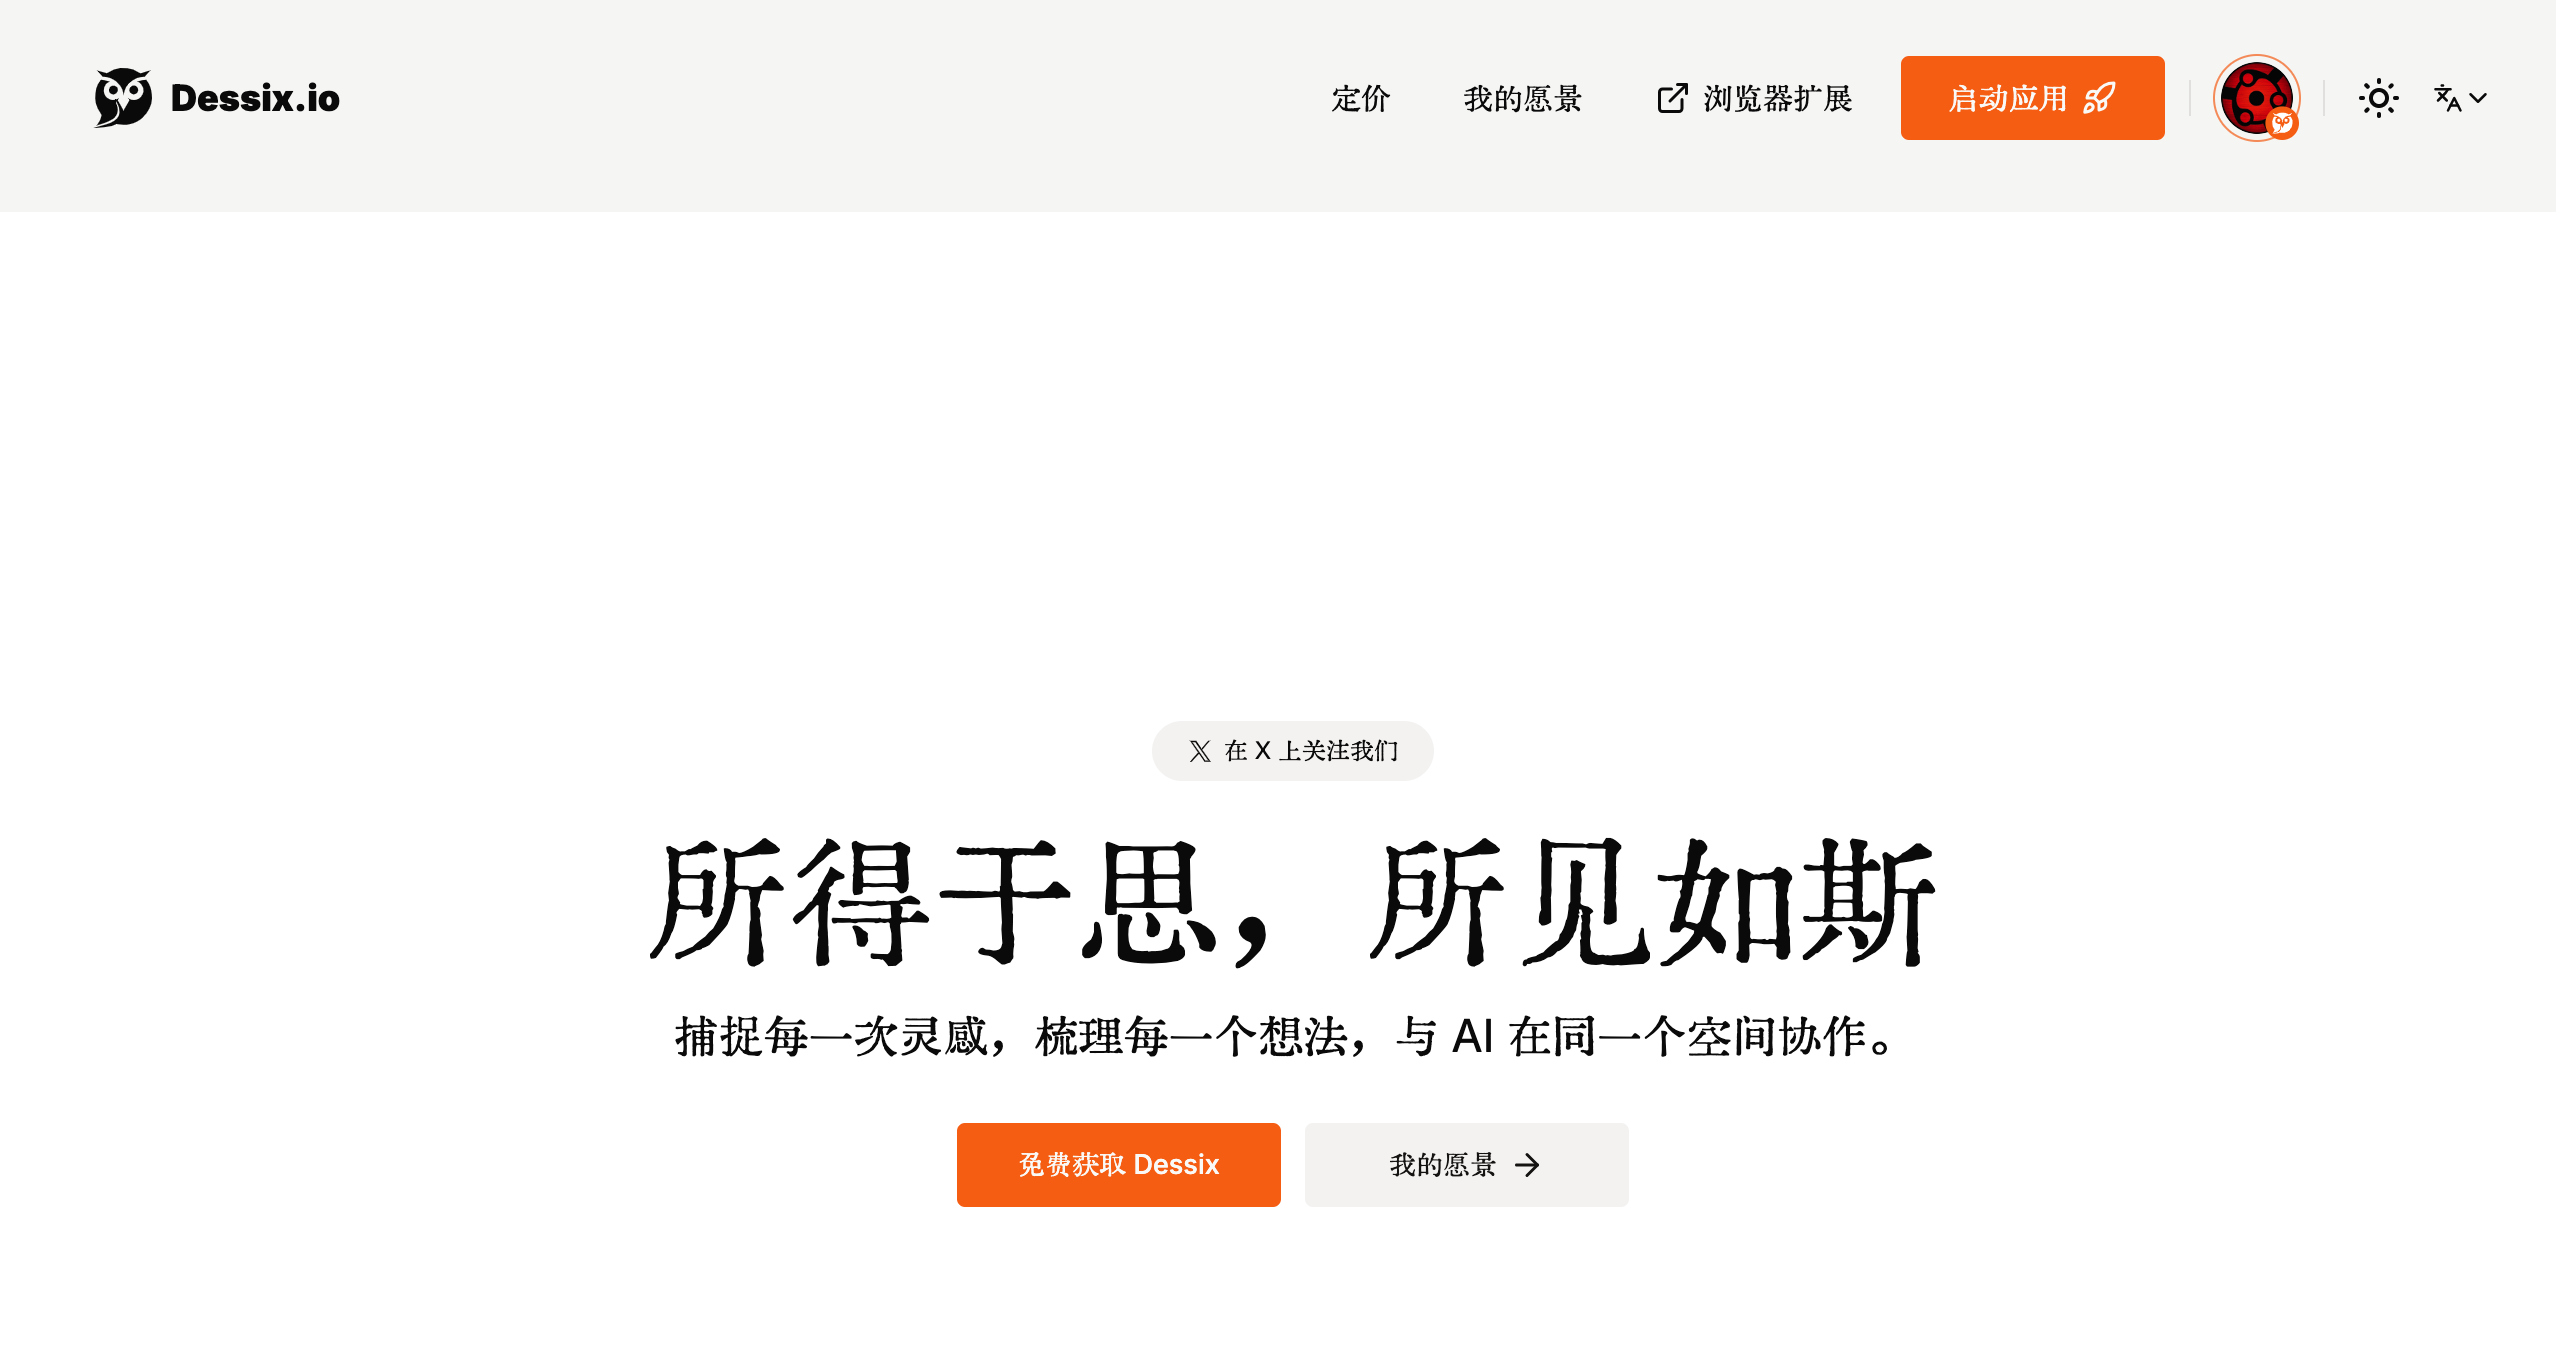 Dessix.io
定价
我的愿景
浏览器扩展
启动应用
在 X 上关注我们
所得于思，所见如斯
捕捉每一次灵感，梳理每一个想法，与 AI 在同一个空间协作。
免费获取 Dessix
我的愿景